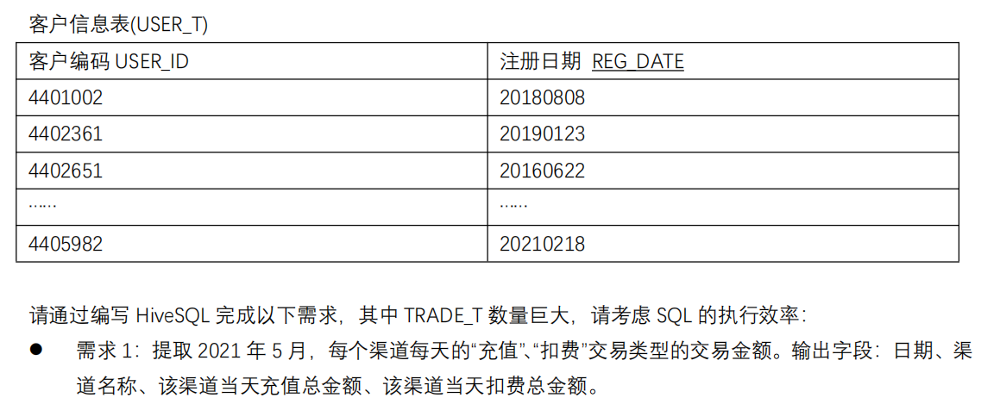 客户信息表(USER_T)
客户编码 USER_ID 注册日期 REG_DATE
4401002 20180808
4402361 20190123
4402651 20160622
…… ……
4405982 20210218
请通过编写 HiveSQL 完成以下需求，其中 TRADE_T 数量巨大，请考虑 SQL 的执行效率：
● 需求 1：提取 2021 年 5 月，每个渠道每天的“充值”、“扣费”交易类型的交易金额。输出字段：日期、渠
道名称、该渠道当天充值总金额、该渠道当天扣费总金额。